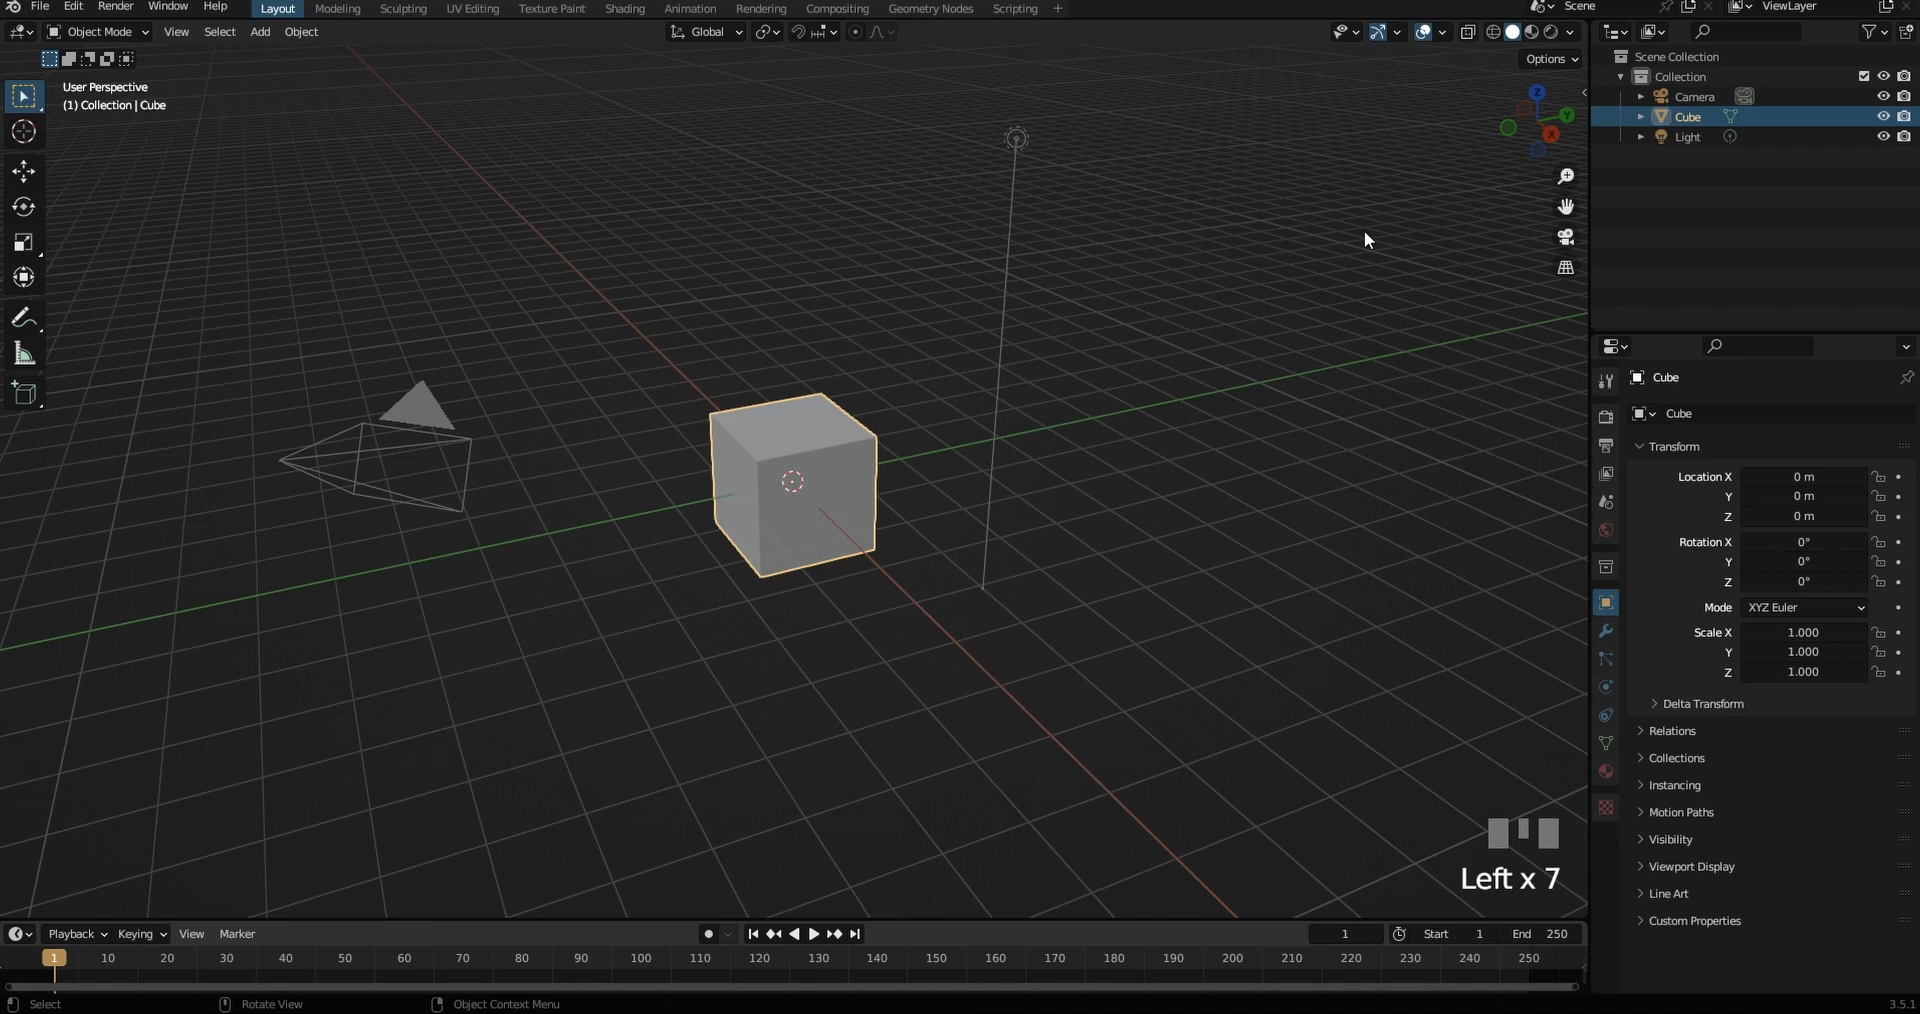 File Edit Render Window Help Layout Modeling Sculpting UV Editing Texture Paint Shading Animation Rendering Compositing Geometry Nodes Scripting + Scene ViewLayer
Object Mode View Select Add Object Global
Options
User Perspective
(1) Collection | Cube
Z
Y
X
Scene Collection
Collection
Camera
Cube
Light
Cube
Cube
Transform
Location X 0 m
Y 0 m
Z 0 m
Rotation X 0°
Y 0°
Z 0°
Mode XYZ Euler
Scale X 1.000
Y 1.000
Z 1.000
Delta Transform
Relations
Collections
Instancing
Motion Paths
Visibility
Viewport Display
Line Art
Custom Properties
Left x 7
Playback Keying View Marker 1 Start 1 End 250
1 10 20 30 40 50 60 70 80 90 100 110 120 130 140 150 160 170 180 190 200 210 220 230 240 250
Select Rotate View Object Context Menu 3.5.1